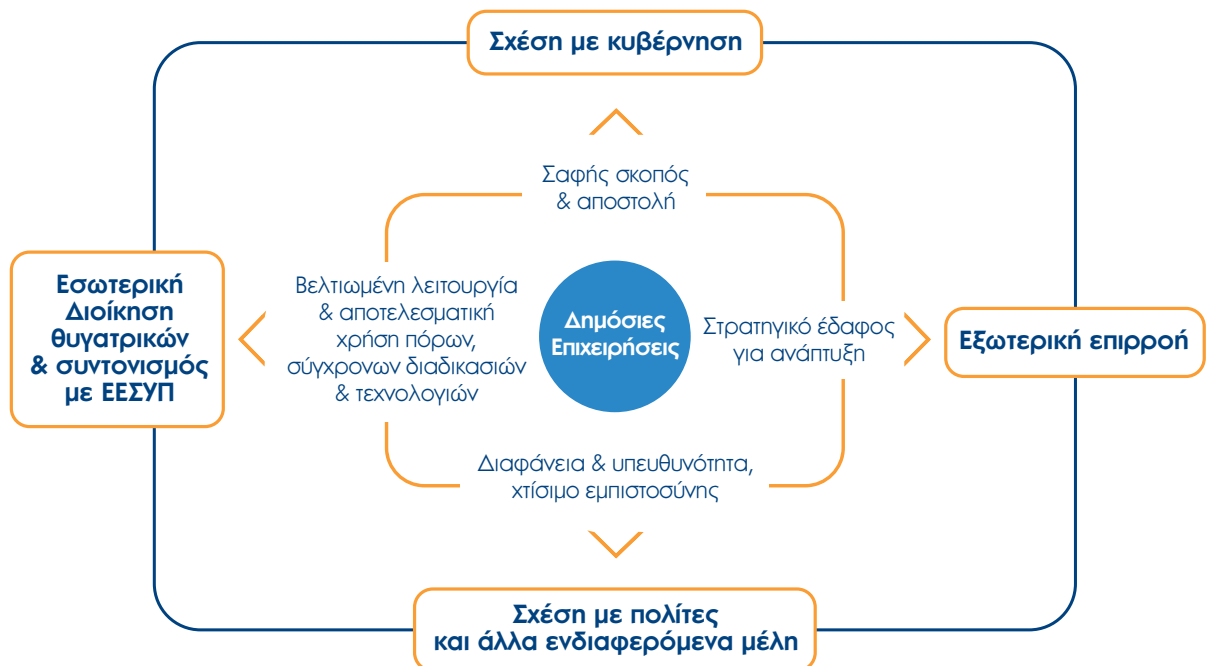 Σχέση με κυβέρνηση
Σαφής σκοπός
& αποστολή
Εσωτερική
Διοίκηση
θυγατρικών
& συντονισμός
με ΕΕΣΥΠ
Βελτιωμένη λειτουργία
& αποτελεσματική
χρήση πόρων,
σύγχρονων διαδικασιών
& τεχνολογιών
Δημόσιες
Επιχειρήσεις
Στρατηγικό έδαφος
για ανάπτυξη
Εξωτερική επιρροή
Διαφάνεια & υπευθυνότητα,
χτίσιμο εμπιστοσύνης
Σχέση με πολίτες
και άλλα ενδιαφερόμενα μέλη